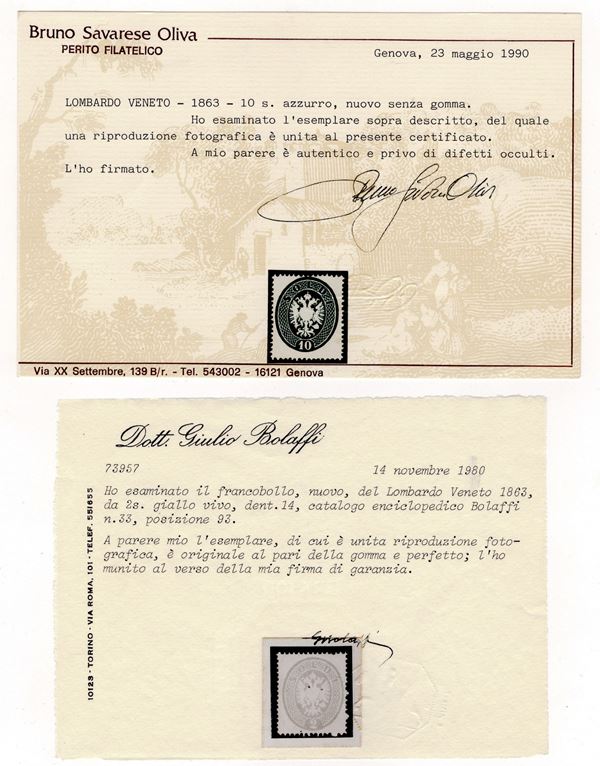 Bruno Savarese Oliva
PERITO FILATELICO
Genova, 23 maggio 1990
LOMBARDO VENETO - 1863 - 10 s. azzurro, nuovo senza gomma.
Ho esaminato l'esemplare sopra descritto, del quale
una riproduzione fotografica è unita al presente certificato.
A mio parere è autentico e privo di difetti occulti.
L'ho firmato.
10
Via XX Settembre, 139 B/r. - Tel. 543002 - 16121 Genova
Dott. Giulio Bolaffi
73957
14 novembre 1980
Ho esaminato il francobollo, nuovo, del Lombardo Veneto 1863,
da 2s. giallo vivo, dent.14, catalogo enciclopedico Bolaffi
n.33, posizione 93.
A parere mio l'esemplare, di cui è unita riproduzione foto-
grafica, è originale al pari della gomma e perfetto; l'ho
munito al verso della mia firma di garanzia.
10123 - TORINO - VIA ROMA, 101 - TELEF. 551655
GBolaffi
2